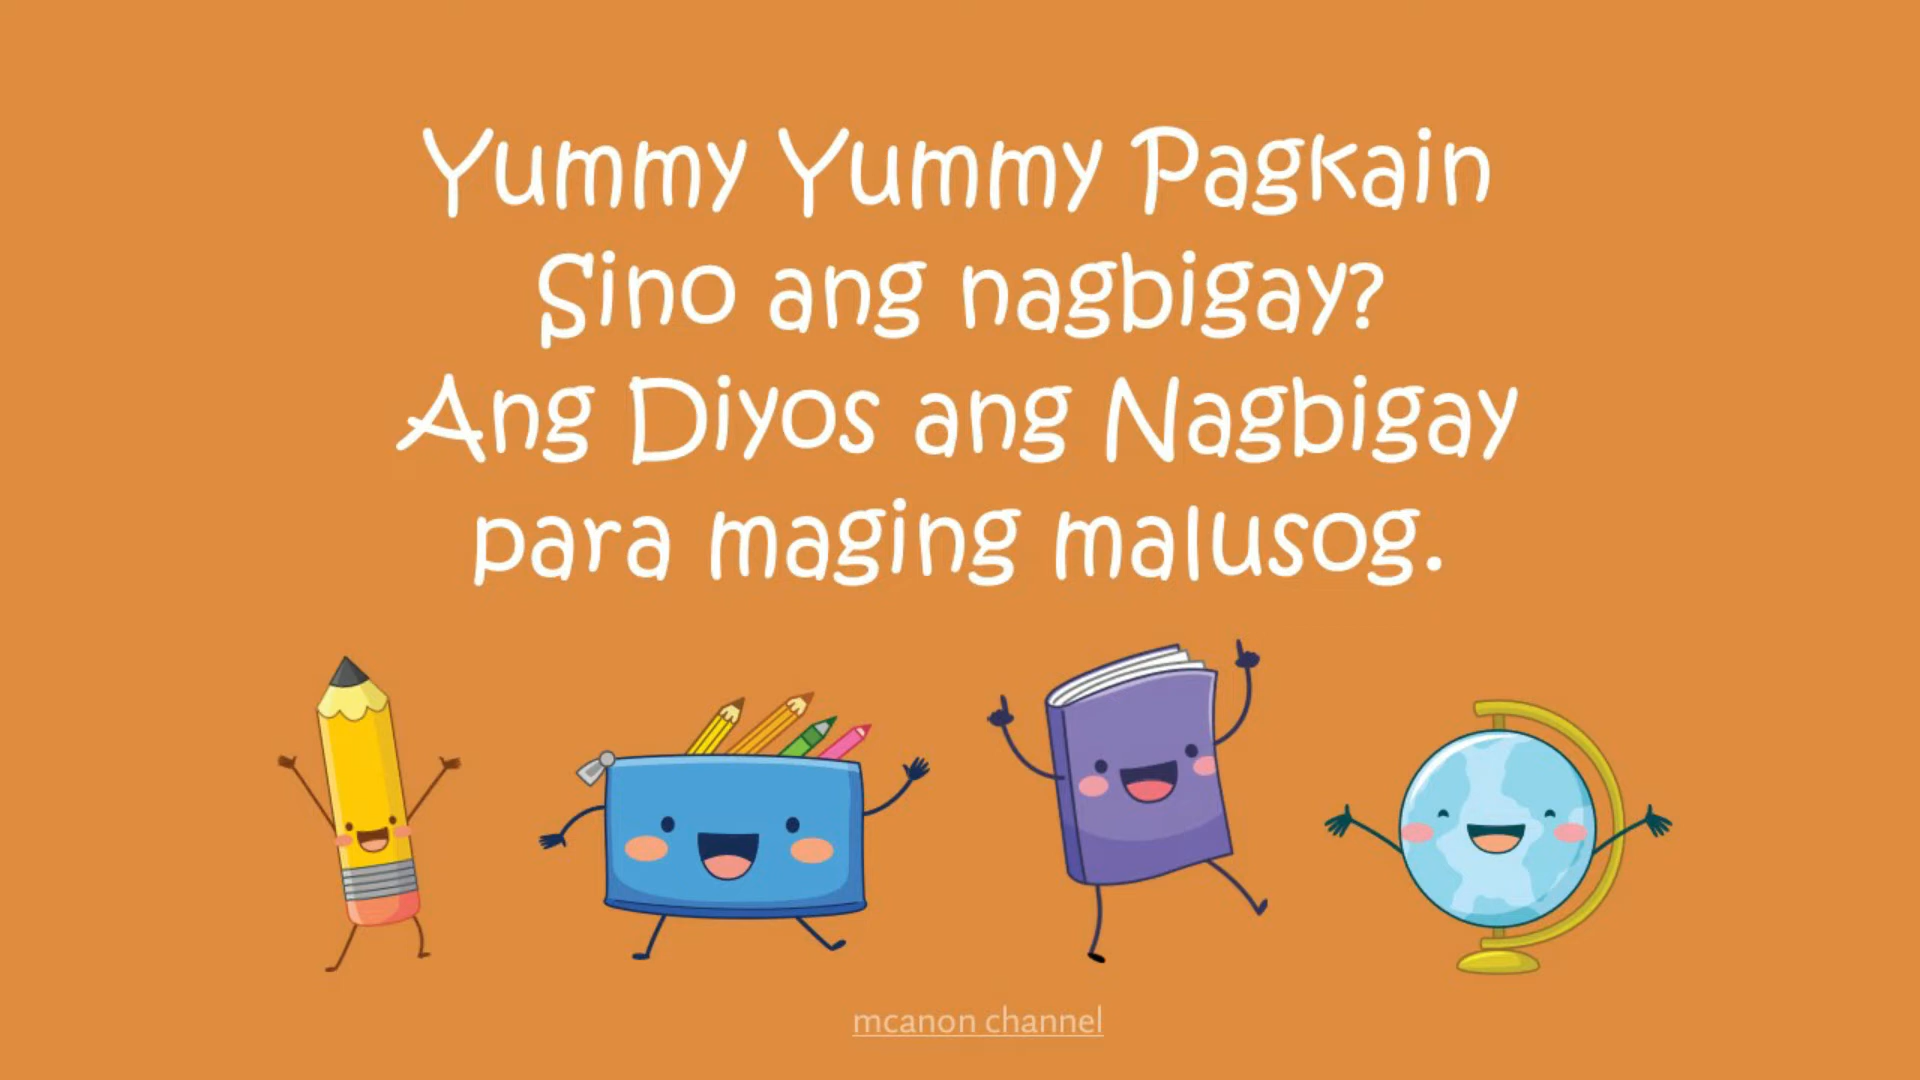 Yummy Yummy Pagkain
Sino ang nagbigay?
Ang Diyos ang Nagbigay
para maging malusog.
mcanon channel